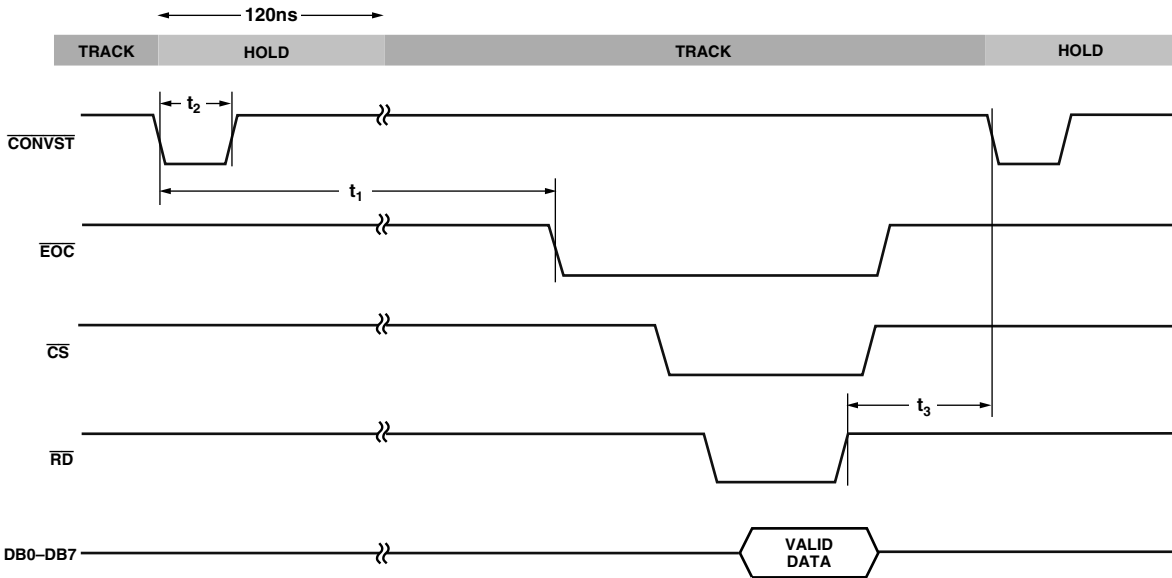 120ns
TRACK HOLD TRACK HOLD
t2
CONVST
t1
EOC
CS
t3
RD
DB0–DB7
VALID
DATA